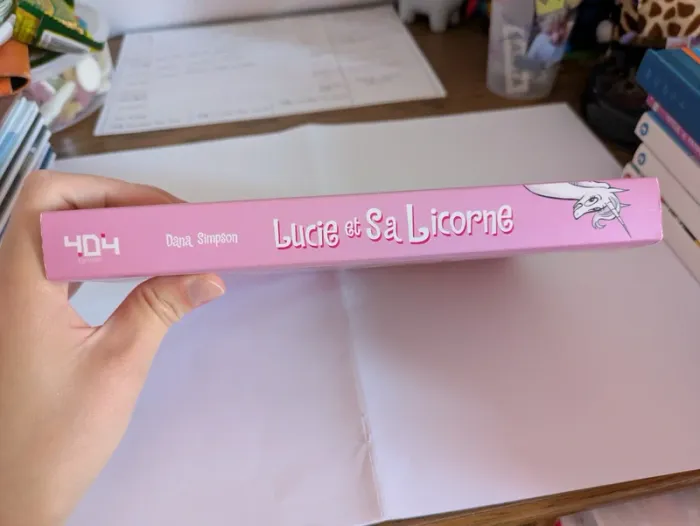 404
Dana Simpson
Lucie et Sa Licorne